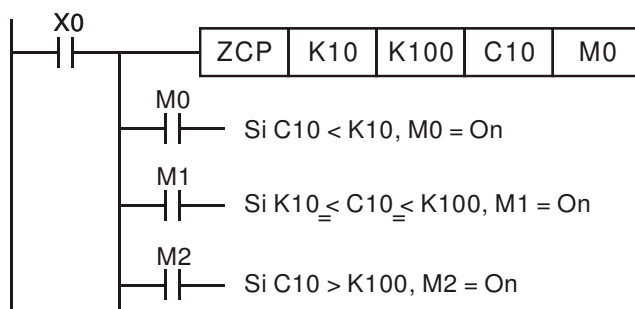 X0
ZCP K10 K100 C10 M0
M0
Si C10 < K10, M0 = On
M1
Si K10 ≤ C10 ≤ K100, M1 = On
M2
Si C10 > K100, M2 = On